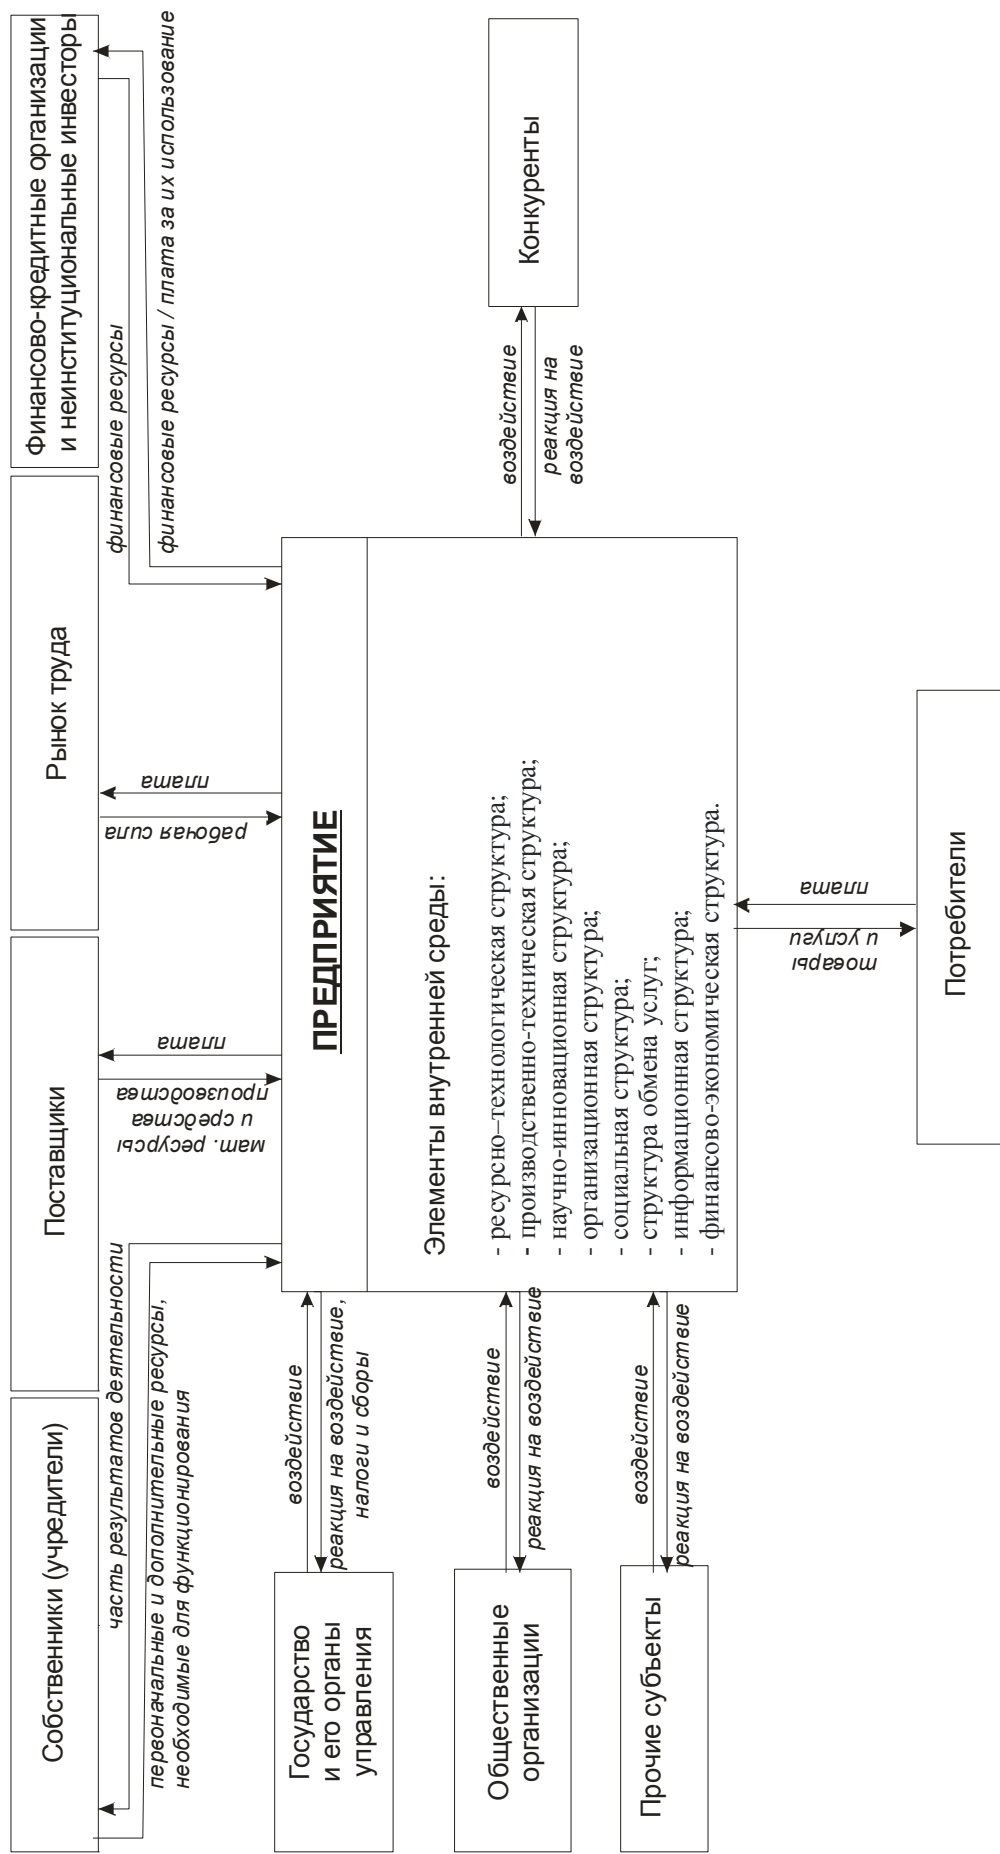 Собственники (учредители)
Поставщики
Рынок труда
Финансово-кредитные организации
и неинституциональные инвесторы
часть результатов деятельности
первоначальные и дополнительные ресурсы,
необходимые для функционирования
мат. ресурсы
и средства
производства
плата
рабочая сила
плата
финансовые ресурсы
финансовые ресурсы / плата за их использование
Государство
и его органы
управления
воздействие
реакция на воздействие,
налоги и сборы
ПРЕДПРИЯТИЕ
Элементы внутренней среды:
- ресурсно–технологическая структура;
- производственно-техническая структура;
- научно-инновационная структура;
- организационная структура;
- социальная структура;
- структура обмена услуг;
- информационная структура;
- финансово-экономическая структура.
Общественные
организации
воздействие
реакция на воздействие
Прочие субъекты
воздействие
реакция на воздействие
воздействие
реакция на
воздействие
Конкуренты
товары
и услуги
плата
Потребители